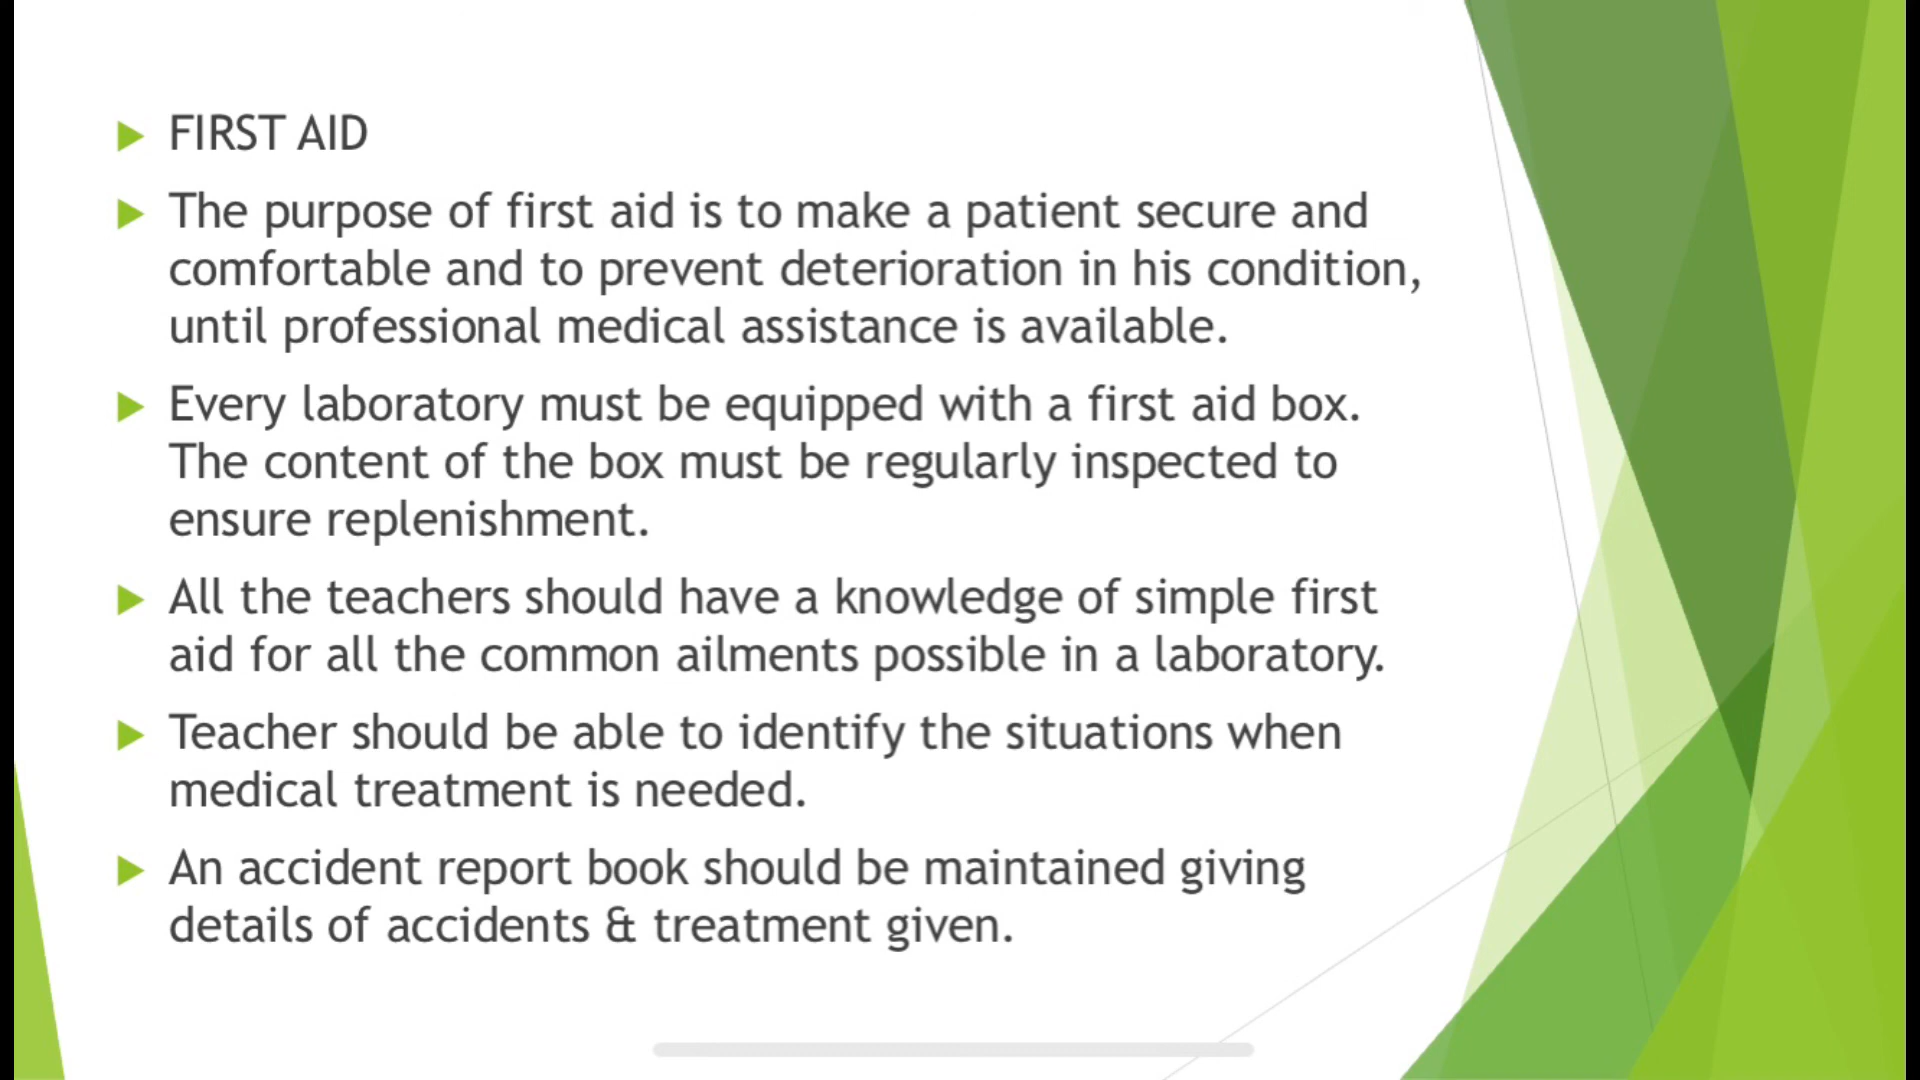 FIRST AID
The purpose of first aid is to make a patient secure and
comfortable and to prevent deterioration in his condition,
until professional medical assistance is available.
Every laboratory must be equipped with a first aid box.
The content of the box must be regularly inspected to
ensure replenishment.
All the teachers should have a knowledge of simple first
aid for all the common ailments possible in a laboratory.
Teacher should be able to identify the situations when
medical treatment is needed.
An accident report book should be maintained giving
details of accidents & treatment given.